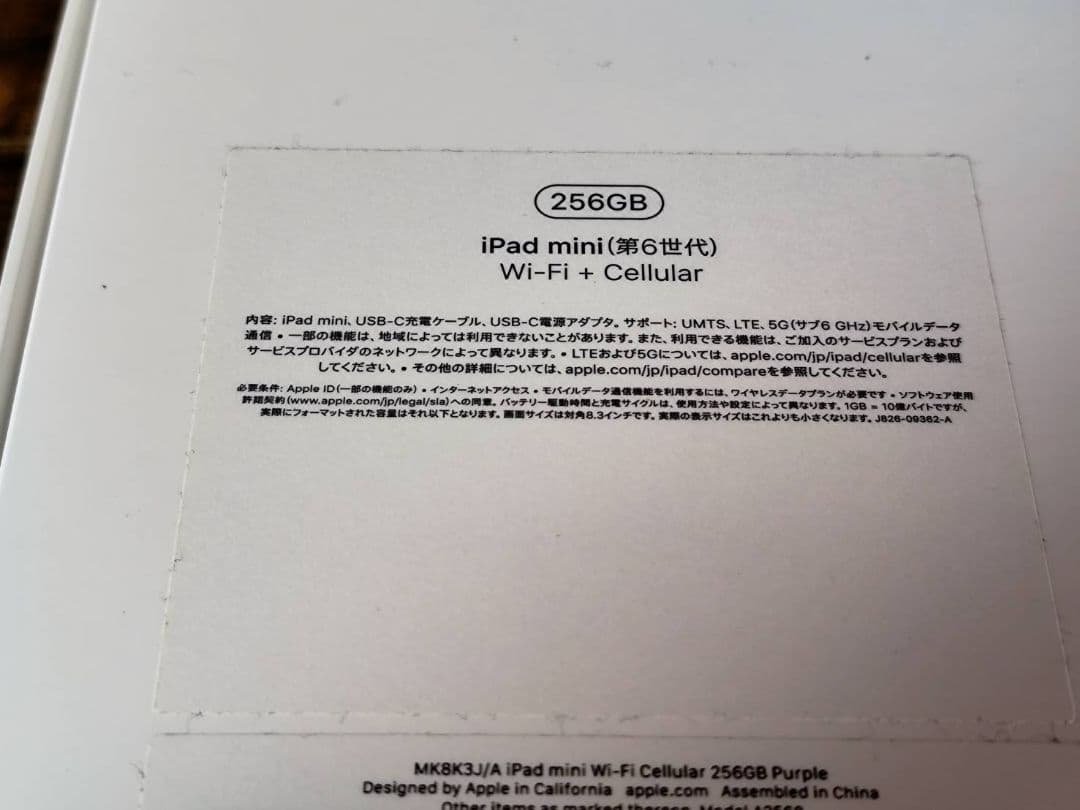 256GB
iPad mini(第6世代)
Wi-Fi + Cellular
内容: iPad mini、USB-C充電ケーブル、USB-C電源アダプタ。サポート: UMTS、LTE、5G(サブ6 GHz)モバイルデータ
通信 • 一部の機能は、地域によっては利用できないことがあります。また、利用できる機能は、ご加入のサービスプランおよび
サービスプロバイダのネットワークによって異なります。• LTEおよび5Gについては、apple.com/jp/ipad/cellularを参照
してください。• その他の詳細については、apple.com/jp/ipad/compareを参照してください。
必要条件: Apple ID(一部の機能のみ) • インターネットアクセス • モバイルデータ通信機能を利用するには、ワイヤレスデータプランが必要です • ソフトウェア使用
許諾契約(www.apple.com/jp/legal/sla)への同意。バッテリー駆動時間と充電サイクルは、使用方法や設定によって異なります。1GB = 10億バイトですが、
実際にフォーマットされた容量はそれ以下となります。画面サイズは対角8.3インチです。実際の表示サイズはこれよりも小さくなります。J826-09362-A
MK8K3J/A iPad mini Wi-Fi Cellular 256GB Purple
Designed by Apple in California apple.com Assembled in China
Other items as marked thereon Model